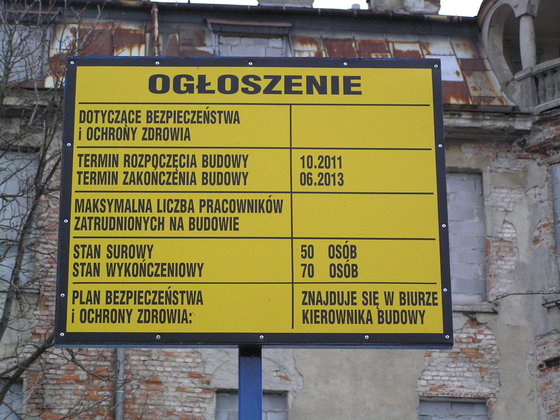 OGŁOSZENIE
DOTYCZĄCE BEZPIECZEŃSTWA
i OCHRONY ZDROWIA
TERMIN ROZPOCZĘCIA BUDOWY 10.2011
TERMIN ZAKOŃCZENIA BUDOWY 06.2013
MAKSYMALNA LICZBA PRACOWNIKÓW
ZATRUDNIONYCH NA BUDOWIE
STAN SUROWY 50 OSÓB
STAN WYKOŃCZENIOWY 70 OSÓB
PLAN BEZPIECZEŃSTWA ZNAJDUJE SIĘ W BIURZE
i OCHRONY ZDROWIA: KIEROWNIKA BUDOWY